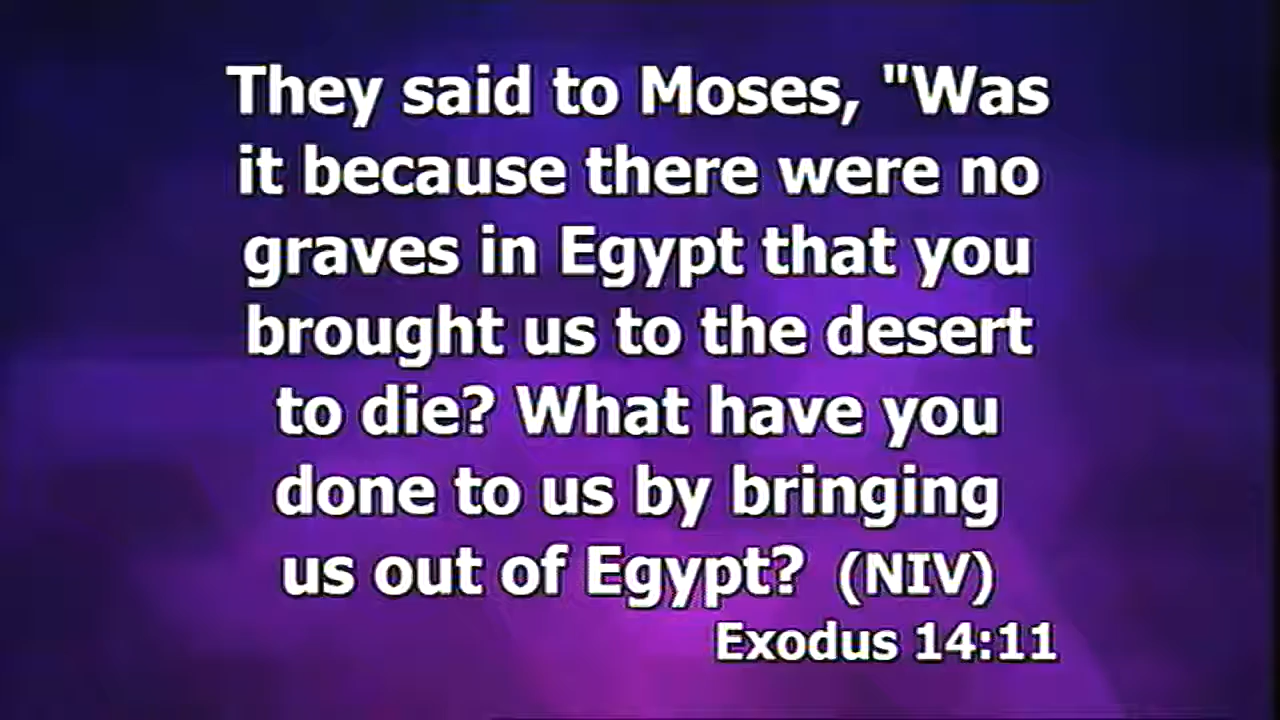 They said to Moses, "Was
it because there were no
graves in Egypt that you
brought us to the desert
to die? What have you
done to us by bringing
us out of Egypt? (NIV)
Exodus 14:11